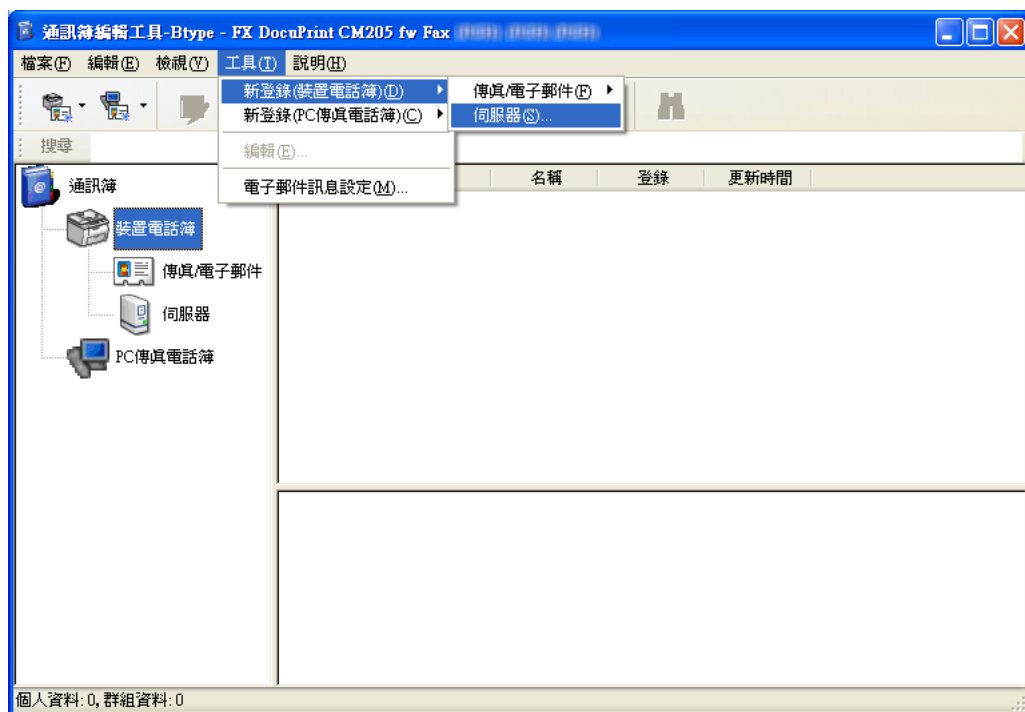 通訊簿編輯工具-Btype - FX DocuPrint CM205 fw Fax
檔案(F) 編輯(E) 檢視(V) 工具(T) 說明(H)
新登錄(裝置電話簿)(D)
傳真/電子郵件(F)
新登錄(PC傳真電話簿)(C)
伺服器(S)...
搜尋
編輯(E)...
電子郵件訊息設定(M)...
名稱 登錄 更新時間
通訊簿
裝置電話簿
傳真/電子郵件
伺服器
PC傳真電話簿
個人資料: 0, 群組資料: 0